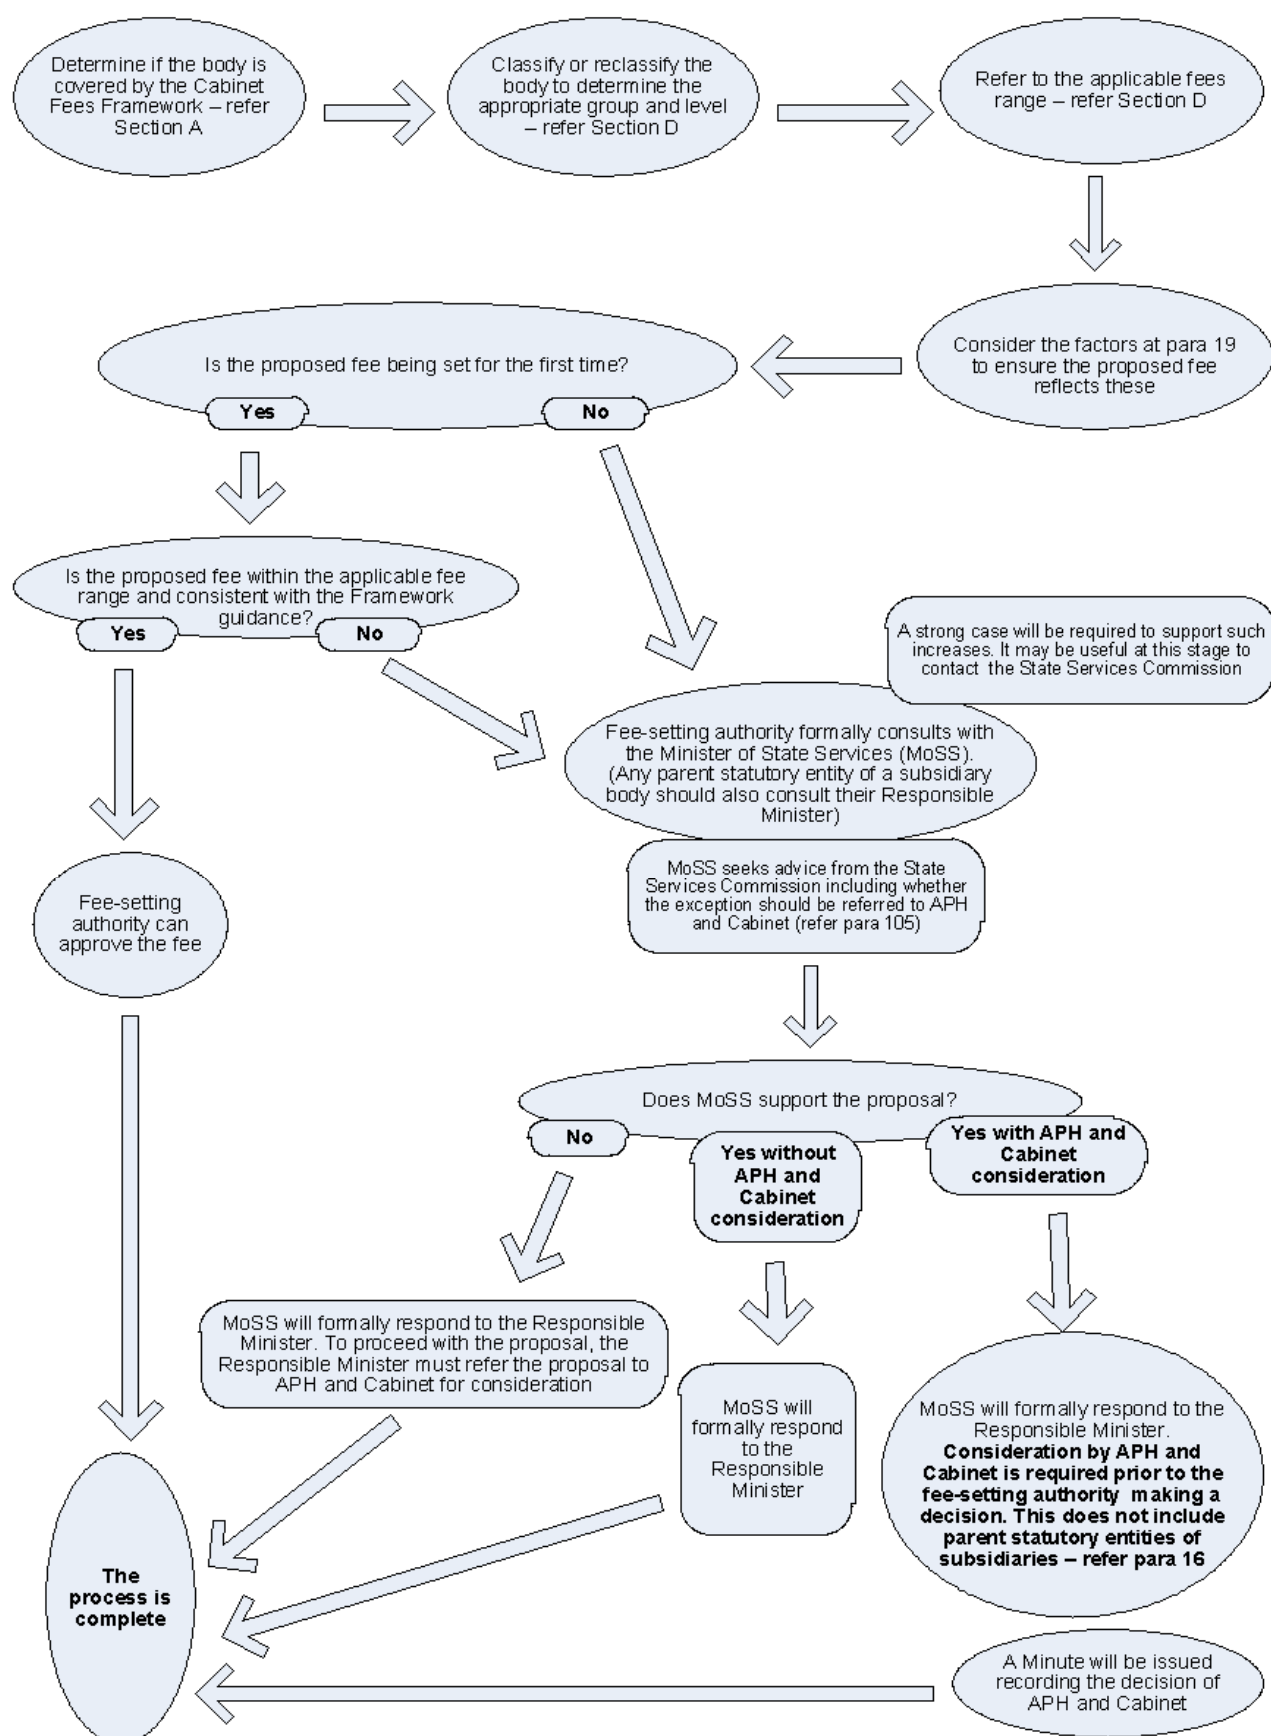 Determine if the body is
covered by the Cabinet
Fees Framework – refer
Section A
Classify or reclassify the
body to determine the
appropriate group and level
– refer Section D
Refer to the applicable fees
range – refer Section D
Consider the factors at para 19
to ensure the proposed fee
reflects these
Is the proposed fee being set for the first time?
Yes
No
Is the proposed fee within the applicable fee
range and consistent with the Framework
guidance?
Yes
No
A strong case will be required to support such
increases. It may be useful at this stage to
contact the State Services Commission
Fee-setting authority formally consults with
the Minister of State Services (MoSS).
(Any parent statutory entity of a subsidiary
body should also consult their Responsible
Minister)
MoSS seeks advice from the State
Services Commission including whether
the exception should be referred to APH
and Cabinet (refer para 105)
Fee-setting
authority can
approve the fee
Does MoSS support the proposal?
No
Yes without
APH and
Cabinet
consideration
Yes with APH and
Cabinet
consideration
MoSS will formally respond to the Responsible
Minister. To proceed with the proposal, the
Responsible Minister must refer the proposal to
APH and Cabinet for consideration
MoSS will
formally respond
to the
Responsible
Minister
MoSS will formally respond to the
Responsible Minister.
Consideration by APH and
Cabinet is required prior to the
fee-setting authority making a
decision. This does not include
parent statutory entities of
subsidiaries – refer para 16
The
process is
complete
A Minute will be issued
recording the decision of
APH and Cabinet